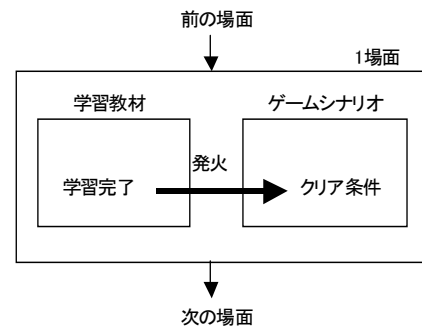 前の場面
1場面
学習教材
ゲームシナリオ
発火
学習完了
クリア条件
次の場面